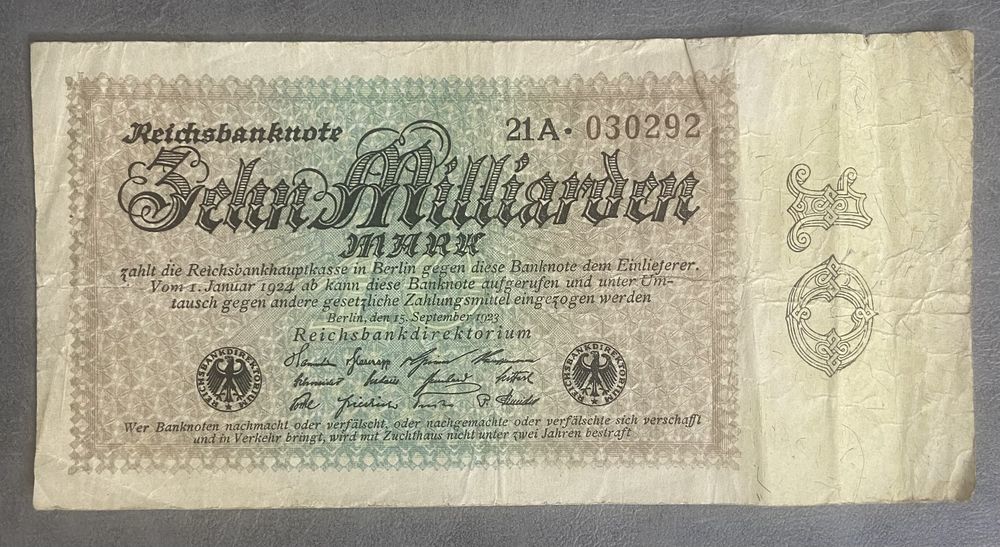 Reichsbanknote
21A· 030292
Zehn Milliarden
MARK
zahlt die Reichsbankhauptkasse in Berlin gegen diese Banknote dem Einlieferer.
Vom 1. Januar 1924 ab kann diese Banknote aufgerufen und unter Um-
tausch gegen andere gesetzliche Zahlungsmittel eingezogen werden
Berlin, den 15. September 1923
Reichsbankdirektorium
REICHSBANKDIREKTORIUM
REICHSBANKDIREKTORIUM
Wer Banknoten nachmacht oder verfälscht, oder nachgemachte oder verfälschte sich verschafft
und in Verkehr bringt, wird mit Zuchthaus nicht unter zwei Jahren bestraft
10